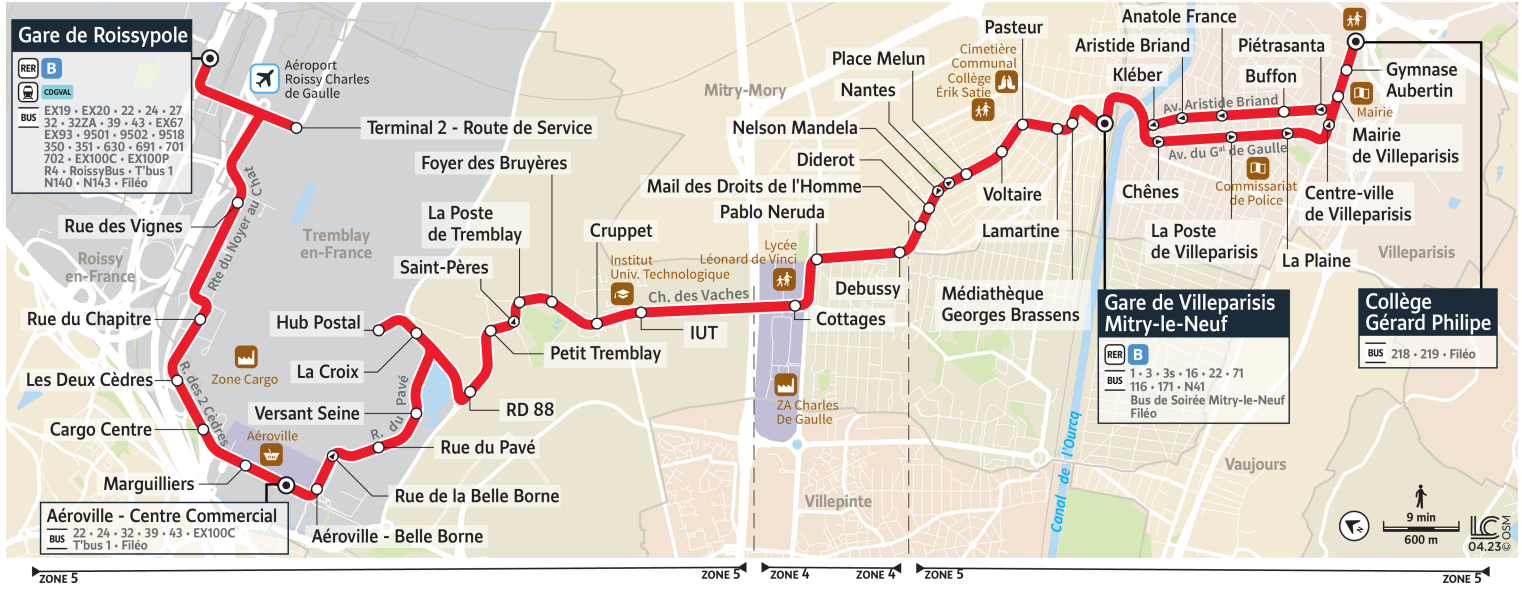 Gare de Roissypole
RER B
CDGVAL
BUS
EX19 • EX20 • 22 • 24 • 27
32 • 32ZA • 39 • 43 • EX67
EX93 • 9501 • 9502 • 9518
350 • 351 • 630 • 691 • 701
702 • EX100C • EX100P
R4 • RoissyBus • T'bus 1
N140 • N143 • Filéo
Aéroport
Roissy Charles
de Gaulle
Terminal 2 - Route de Service
Rue des Vignes
Rte du Noyer au Chat
Roissy
en-France
Tremblay
en-France
Rue du Chapitre
Les Deux Cèdres
Zone Cargo
R. des 2 Cèdres
Cargo Centre
Aéroville
Marguilliers
Aéroville - Centre Commercial
BUS
22 • 24 • 32 • 39 • 43 • EX100C
T'bus 1 • Filéo
Aéroville - Belle Borne
Rue de la Belle Borne
Rue du Pavé
R. du Pavé
Versant Seine
La Croix
Hub Postal
RD 88
Petit Tremblay
Saint-Pères
La Poste
de Tremblay
Foyer des Bruyères
Cruppet
Institut
Univ. Technologique
IUT
Ch. des Vaches
Lycée
Léonard de Vinci
Cottages
ZA Charles
De Gaulle
Villepinte
Mitry-Mory
Pablo Neruda
Debussy
Mail des Droits de l'Homme
Diderot
Nelson Mandela
Nantes
Place Melun
Cimetière
Communal
Collège
Érik Satie
Pasteur
Voltaire
Lamartine
Médiathèque
Georges Brassens
Gare de Villeparisis
Mitry-le-Neuf
RER B
BUS
1 • 3 • 3s • 16 • 22 • 71
116 • 171 • N41
Bus de Soirée Mitry-le-Neuf
Filéo
Canal de l'Ourcq
Kléber
Aristide Briand
Anatole France
Piétrasanta
Buffon
Av. Aristide Briand
Av. du Gal de Gaulle
Chênes
La Poste
de Villeparisis
Commissariat
de Police
La Plaine
Centre-ville
de Villeparisis
Mairie
de Villeparisis
Mairie
Gymnase
Aubertin
Villeparisis
Vaujours
Collège
Gérard Philipe
BUS
218 • 219 • Filéo
9 min
600 m
LC
04.23
© OSM
ZONE 5
ZONE 5
ZONE 4
ZONE 4
ZONE 5
ZONE 5